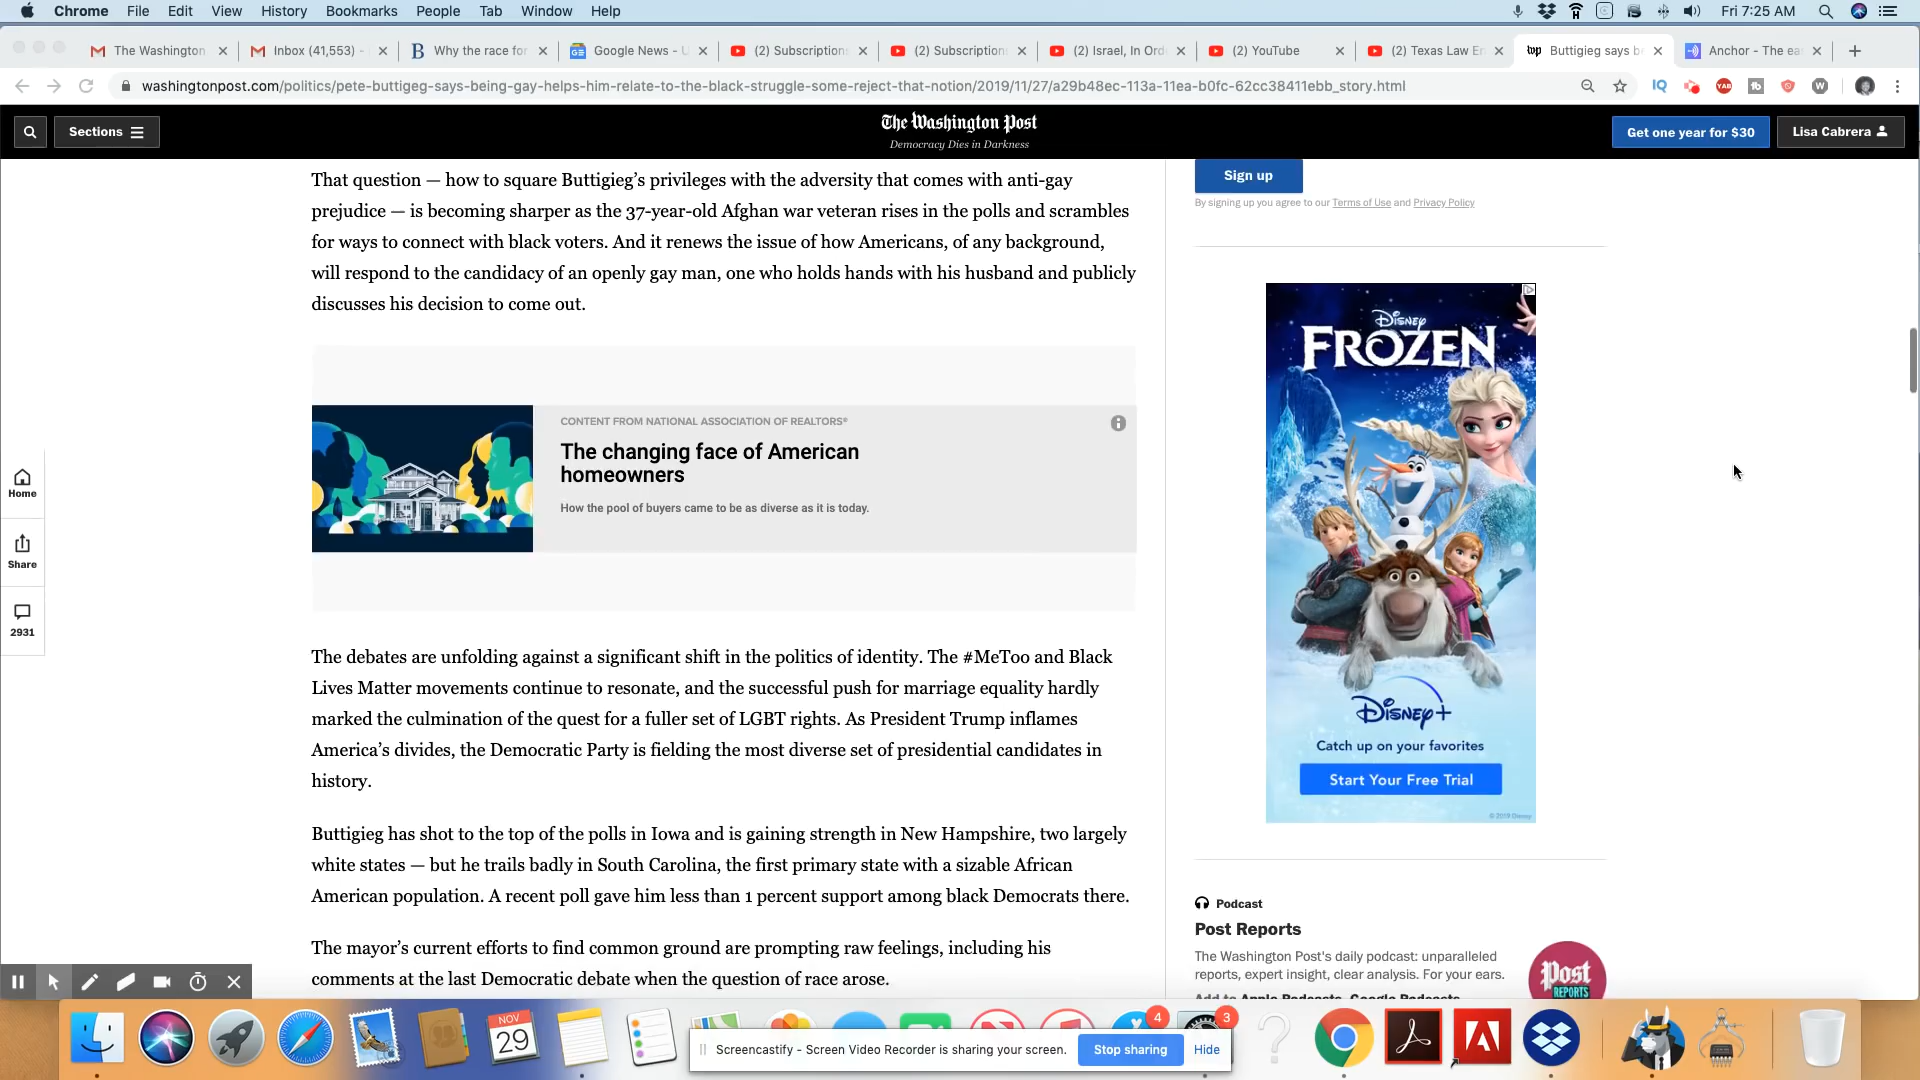 Chrome File Edit View History Bookmarks People Tab Window Help Fri 7:25 AM
The Washington Inbox (41,553) - Why the race for Google News - U (2) Subscription (2) Subscription (2) Israel, In Ord (2) YouTube (2) Texas Law En Buttigieg says be Anchor - The ea
washingtonpost.com/politics/pete-buttigeg-says-being-gay-helps-him-relate-to-the-black-struggle-some-reject-that-notion/2019/11/27/a29b48ec-113a-11ea-b0fc-62cc38411ebb_story.html
Sections
The Washington Post
Democracy Dies in Darkness
Get one year for $30
Lisa Cabrera
That question — how to square Buttigieg's privileges with the adversity that comes with anti-gay
prejudice — is becoming sharper as the 37-year-old Afghan war veteran rises in the polls and scrambles
for ways to connect with black voters. And it renews the issue of how Americans, of any background,
will respond to the candidacy of an openly gay man, one who holds hands with his husband and publicly
discusses his decision to come out.
CONTENT FROM NATIONAL ASSOCIATION OF REALTORS®
The changing face of American
homeowners
How the pool of buyers came to be as diverse as it is today.
Home
Share
2931
The debates are unfolding against a significant shift in the politics of identity. The #MeToo and Black
Lives Matter movements continue to resonate, and the successful push for marriage equality hardly
marked the culmination of the quest for a fuller set of LGBT rights. As President Trump inflames
America's divides, the Democratic Party is fielding the most diverse set of presidential candidates in
history.
Buttigieg has shot to the top of the polls in Iowa and is gaining strength in New Hampshire, two largely
white states — but he trails badly in South Carolina, the first primary state with a sizable African
American population. A recent poll gave him less than 1 percent support among black Democrats there.
The mayor's current efforts to find common ground are prompting raw feelings, including his
comments at the last Democratic debate when the question of race arose.
Sign up
By signing up you agree to our Terms of Use and Privacy Policy
Disney
FROZEN
Disney+
Catch up on your favorites
Start Your Free Trial
© 2019 Disney
Podcast
Post Reports
The Washington Post's daily podcast: unparalleled
reports, expert insight, clear analysis. For your ears.
Add to Apple Podcasts, Google Podcasts
Post
REPORTS
NOV
29
4
3
Screencastify - Screen Video Recorder is sharing your screen.
Stop sharing
Hide